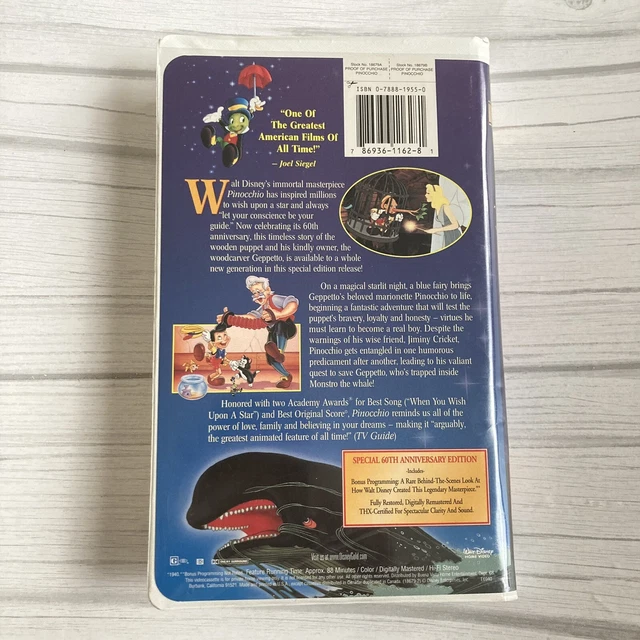 Stock No. 18679A
PROOF OF PURCHASE
PINOCCHIO
Stock No. 18679B
PROOF OF PURCHASE
PINOCCHIO
ISBN 0-7888-1955-0
7 86936-1162-8 1
"One Of
The Greatest
American Films Of
All Time!"
– Joel Siegel
Walt Disney's immortal masterpiece
Pinocchio has inspired millions
to wish upon a star and always
"let your conscience be your
guide." Now celebrating its 60th
anniversary, this timeless story of the
wooden puppet and his kindly owner, the
woodcarver Geppetto, is available to a whole
new generation in this special edition release!
On a magical starlit night, a blue fairy brings
Geppetto's beloved marionette Pinocchio to life,
beginning a fantastic adventure that will test the
puppet's bravery, loyalty and honesty – virtues he
must learn to become a real boy. Despite the
warnings of his wise friend, Jiminy Cricket,
Pinocchio gets entangled in one humorous
predicament after another, leading to his valiant
quest to save Geppetto, who's trapped inside
Monstro the whale!
Honored with two Academy Awards® for Best Song ("When You Wish
Upon A Star") and Best Original Score*, Pinocchio reminds us all of the
power of love, family and believing in your dreams – making it "arguably,
the greatest animated feature of all time!" (TV Guide)
SPECIAL 60TH ANNIVERSARY EDITION
-Includes-
Bonus Programming: A Rare Behind-The-Scenes Look At
How Walt Disney Created This Legendary Masterpiece.**
Fully Restored, Digitally Remastered And
THX-Certified For Spectacular Clarity And Sound.
Visit us at www.DisneyGold.com
Walt Disney
HOME VIDEO
Feature Running Time: Approx. 88 Minutes / Color / Digitally Mastered / Hi-Fi Stereo
Burbank, California 91521.